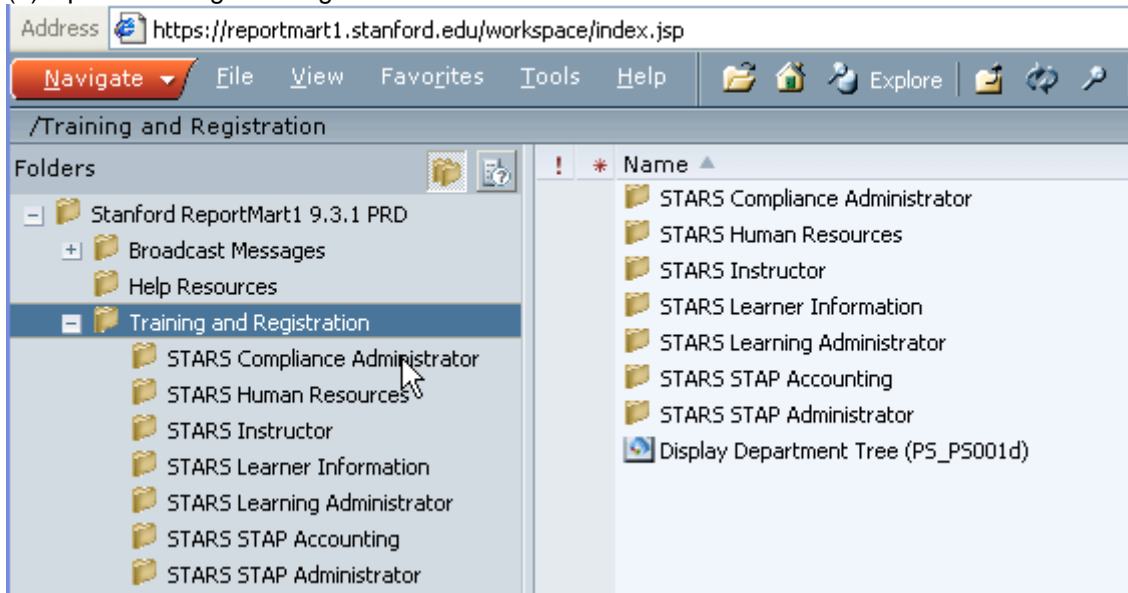 Address https://reportmart1.stanford.edu/workspace/index.jsp
Navigate File View Favorites Tools Help Explore
/Training and Registration
Folders
Stanford ReportMart1 9.3.1 PRD
Broadcast Messages
Help Resources
Training and Registration
STARS Compliance Administrator
STARS Human Resources
STARS Instructor
STARS Learner Information
STARS Learning Administrator
STARS STAP Accounting
STARS STAP Administrator
! * Name
STARS Compliance Administrator
STARS Human Resources
STARS Instructor
STARS Learner Information
STARS Learning Administrator
STARS STAP Accounting
STARS STAP Administrator
Display Department Tree (PS_PS001d)